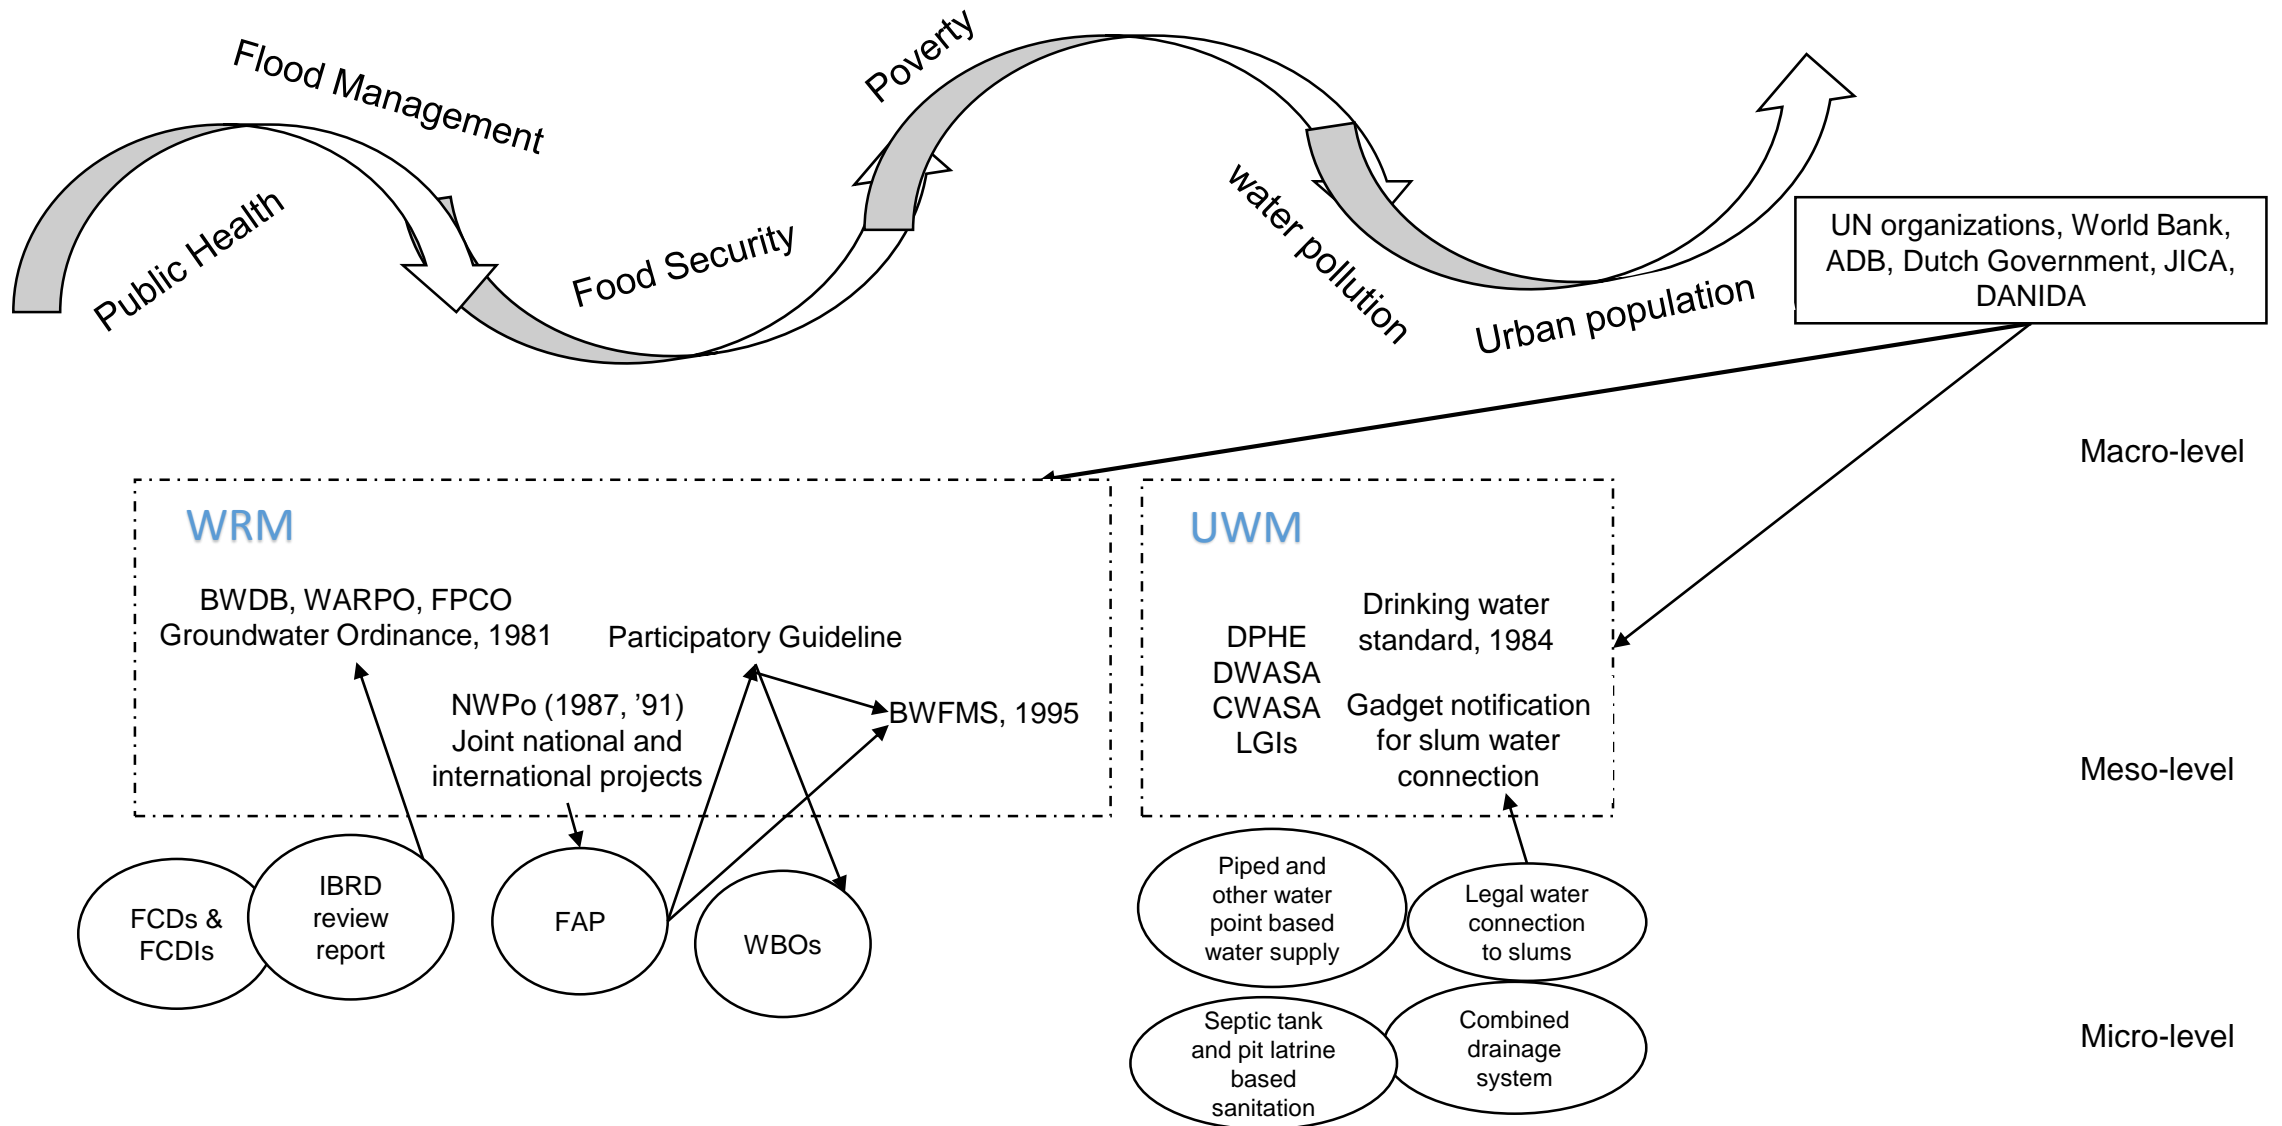 Flood Management
Public Health
Food Security
Poverty
water pollution
Urban population
UN organizations, World Bank,
ADB, Dutch Government, JICA,
DANIDA
Macro-level
WRM
BWDB, WARPO, FPCO
Groundwater Ordinance, 1981
Participatory Guideline
NWPo (1987, ’91)
Joint national and
international projects
BWFMS, 1995
UWM
DPHE
DWASA
CWASA
LGIs
Drinking water
standard, 1984
Gadget notification
for slum water
connection
Meso-level
FCDs &
FCDIs
IBRD
review
report
FAP
WBOs
Piped and
other water
point based
water supply
Legal water
connection
to slums
Septic tank
and pit latrine
based
sanitation
Combined
drainage
system
Micro-level